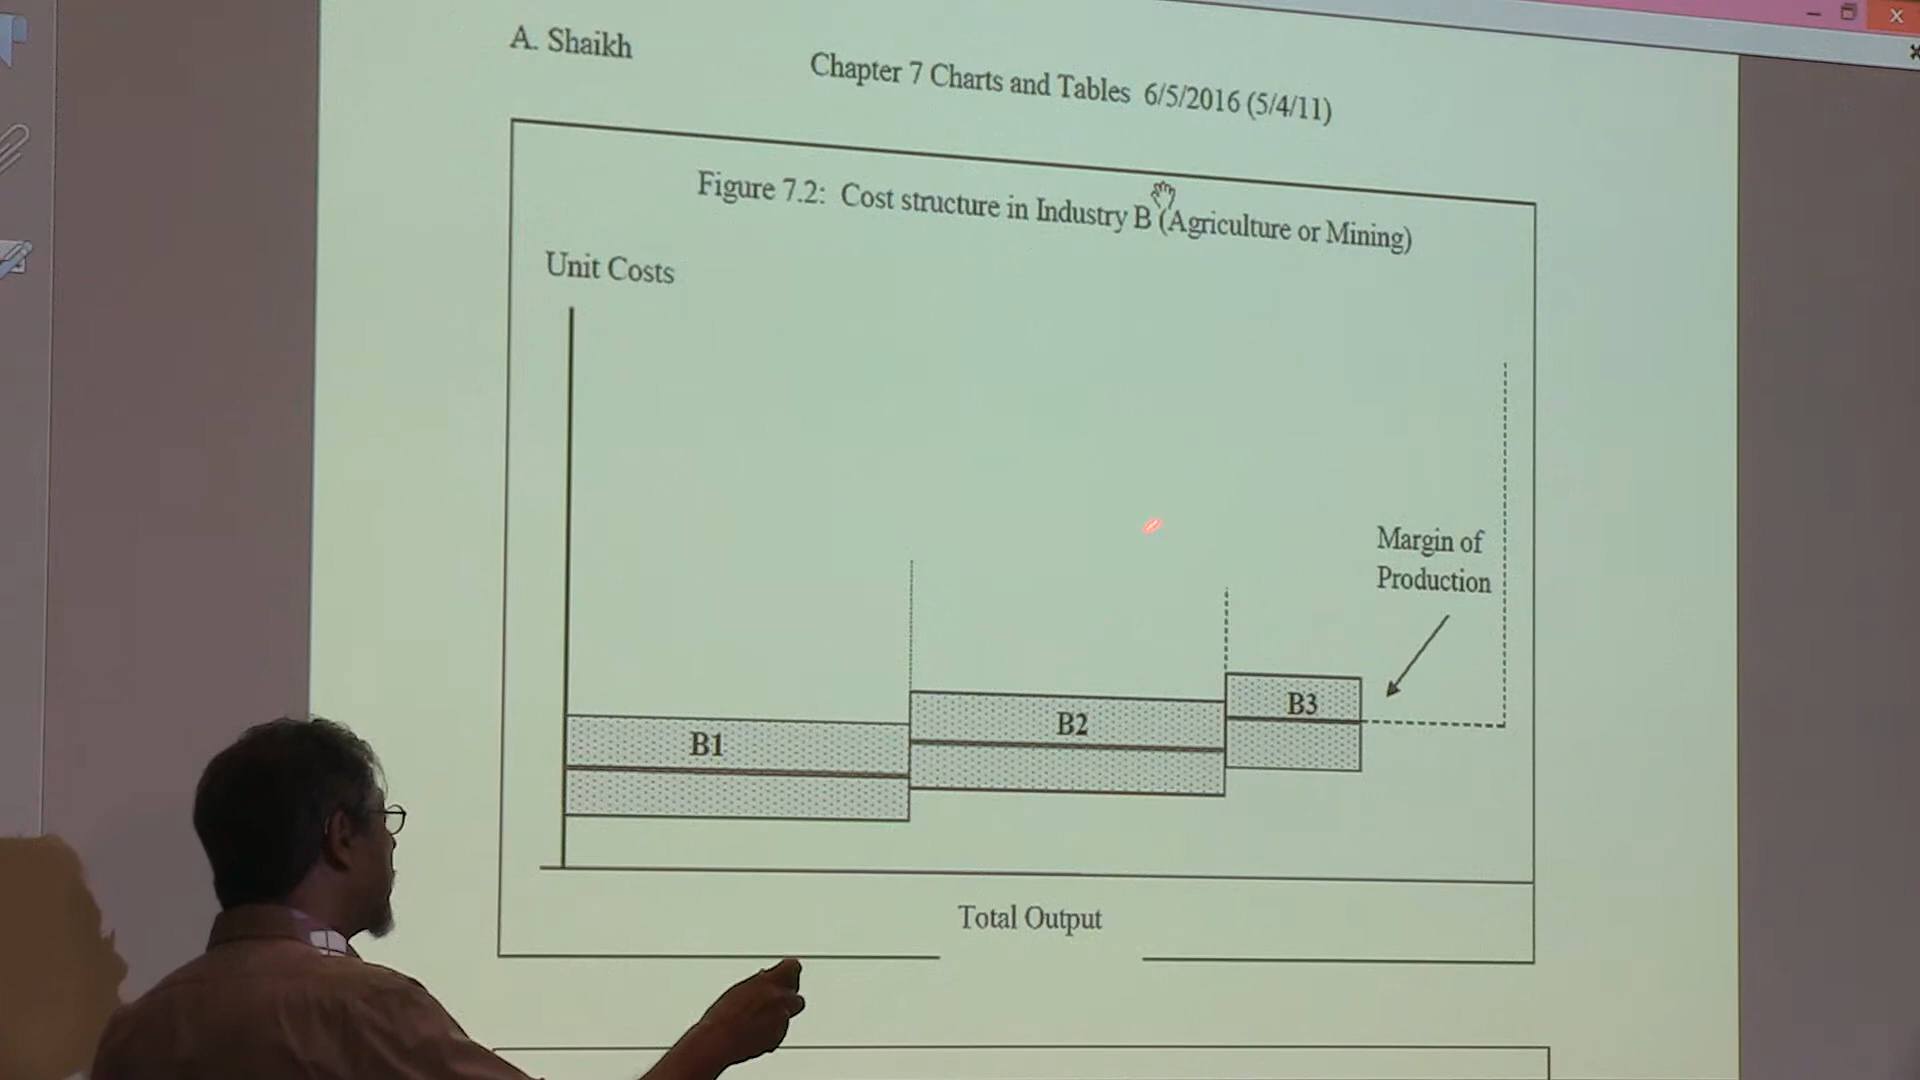 A. Shaikh
Chapter 7 Charts and Tables 6/5/2016 (5/4/11)
Figure 7.2: Cost structure in Industry B (Agriculture or Mining)
Unit Costs
Margin of
Production
B1
B2
B3
Total Output